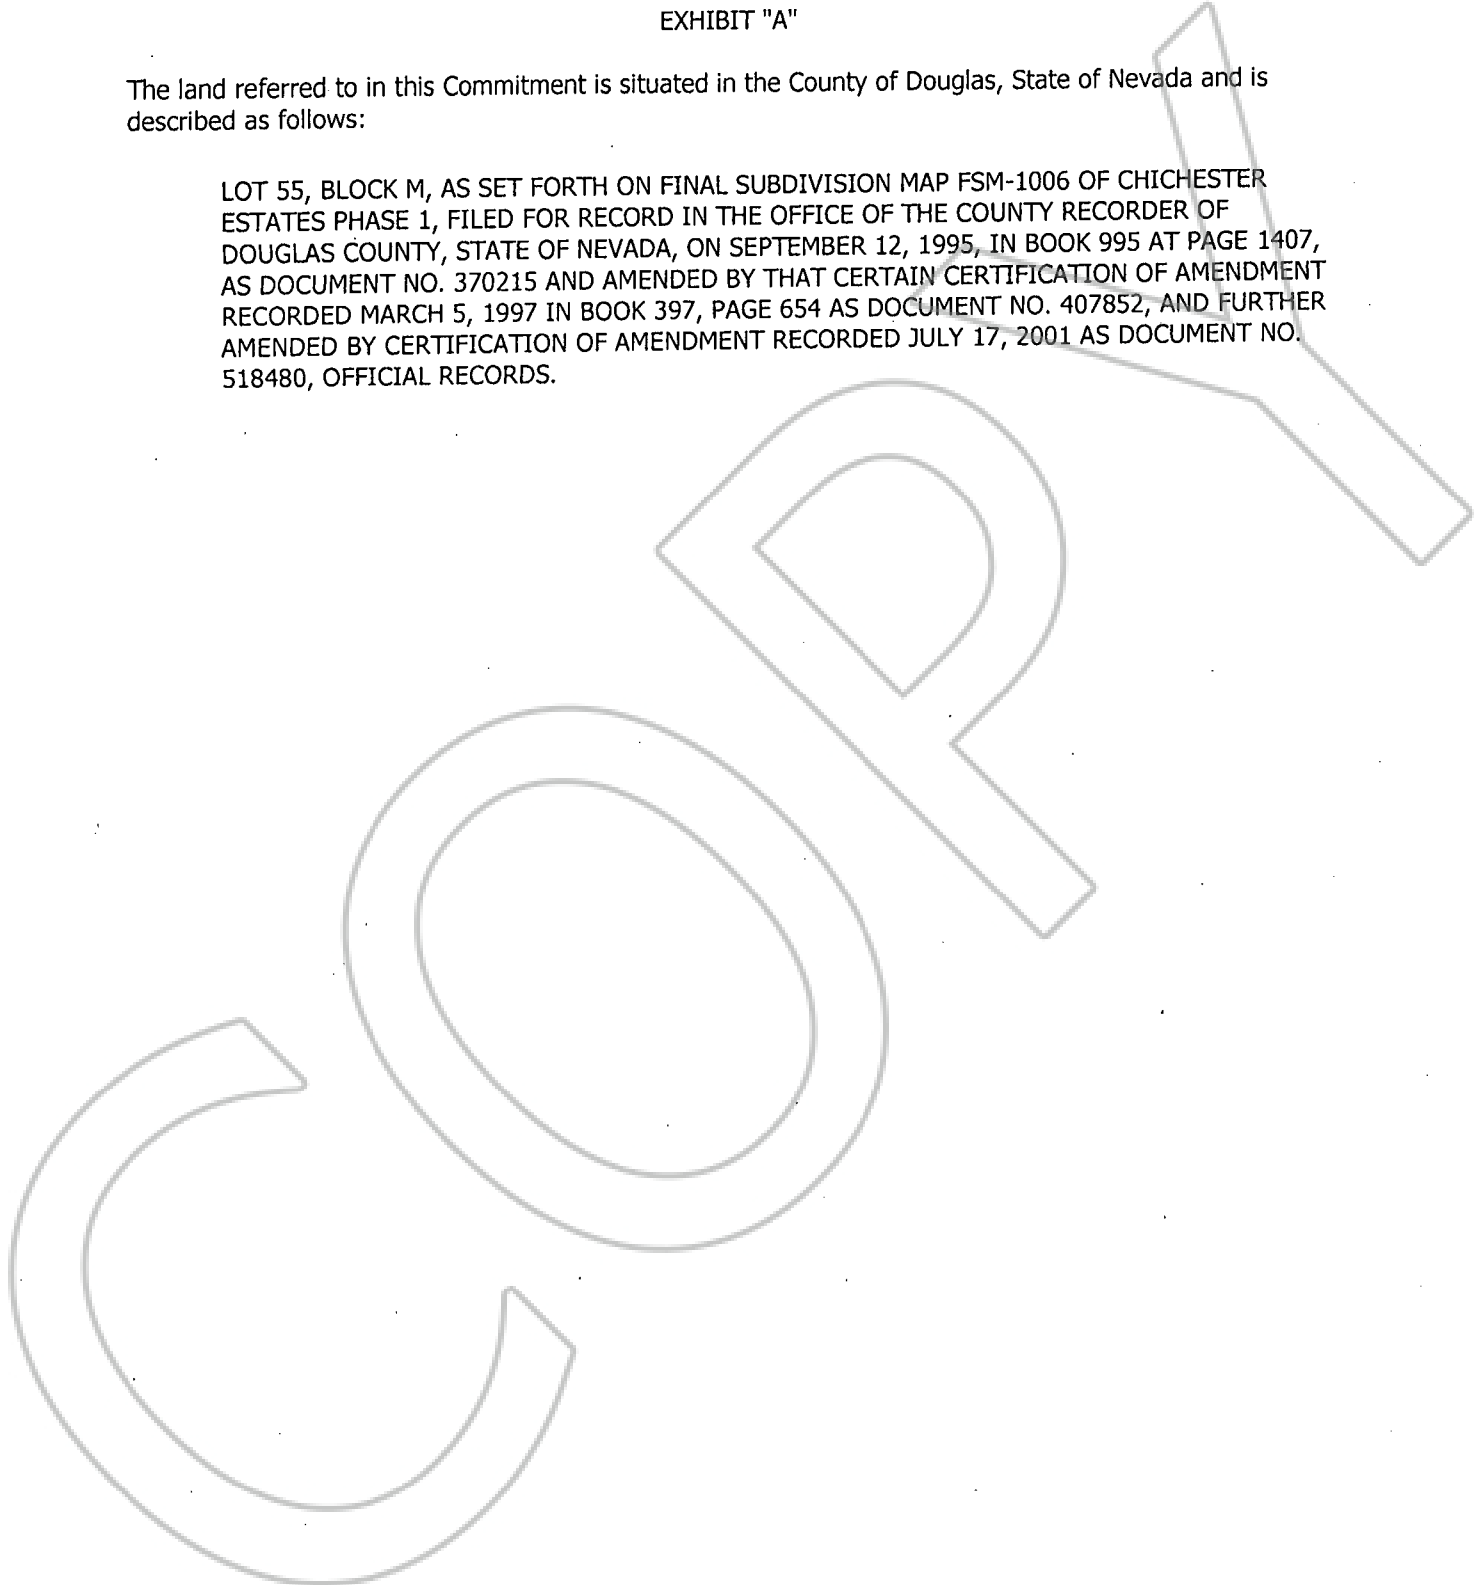 EXHIBIT "A"
The land referred to in this Commitment is situated in the County of Douglas, State of Nevada and is
described as follows:
LOT 55, BLOCK M, AS SET FORTH ON FINAL SUBDIVISION MAP FSM-1006 OF CHICHESTER
ESTATES PHASE 1, FILED FOR RECORD IN THE OFFICE OF THE COUNTY RECORDER OF
DOUGLAS COUNTY, STATE OF NEVADA, ON SEPTEMBER 12, 1995, IN BOOK 995 AT PAGE 1407,
AS DOCUMENT NO. 370215 AND AMENDED BY THAT CERTAIN CERTIFICATION OF AMENDMENT
RECORDED MARCH 5, 1997 IN BOOK 397, PAGE 654 AS DOCUMENT NO. 407852, AND FURTHER
AMENDED BY CERTIFICATION OF AMENDMENT RECORDED JULY 17, 2001 AS DOCUMENT NO.
518480, OFFICIAL RECORDS.
COPY